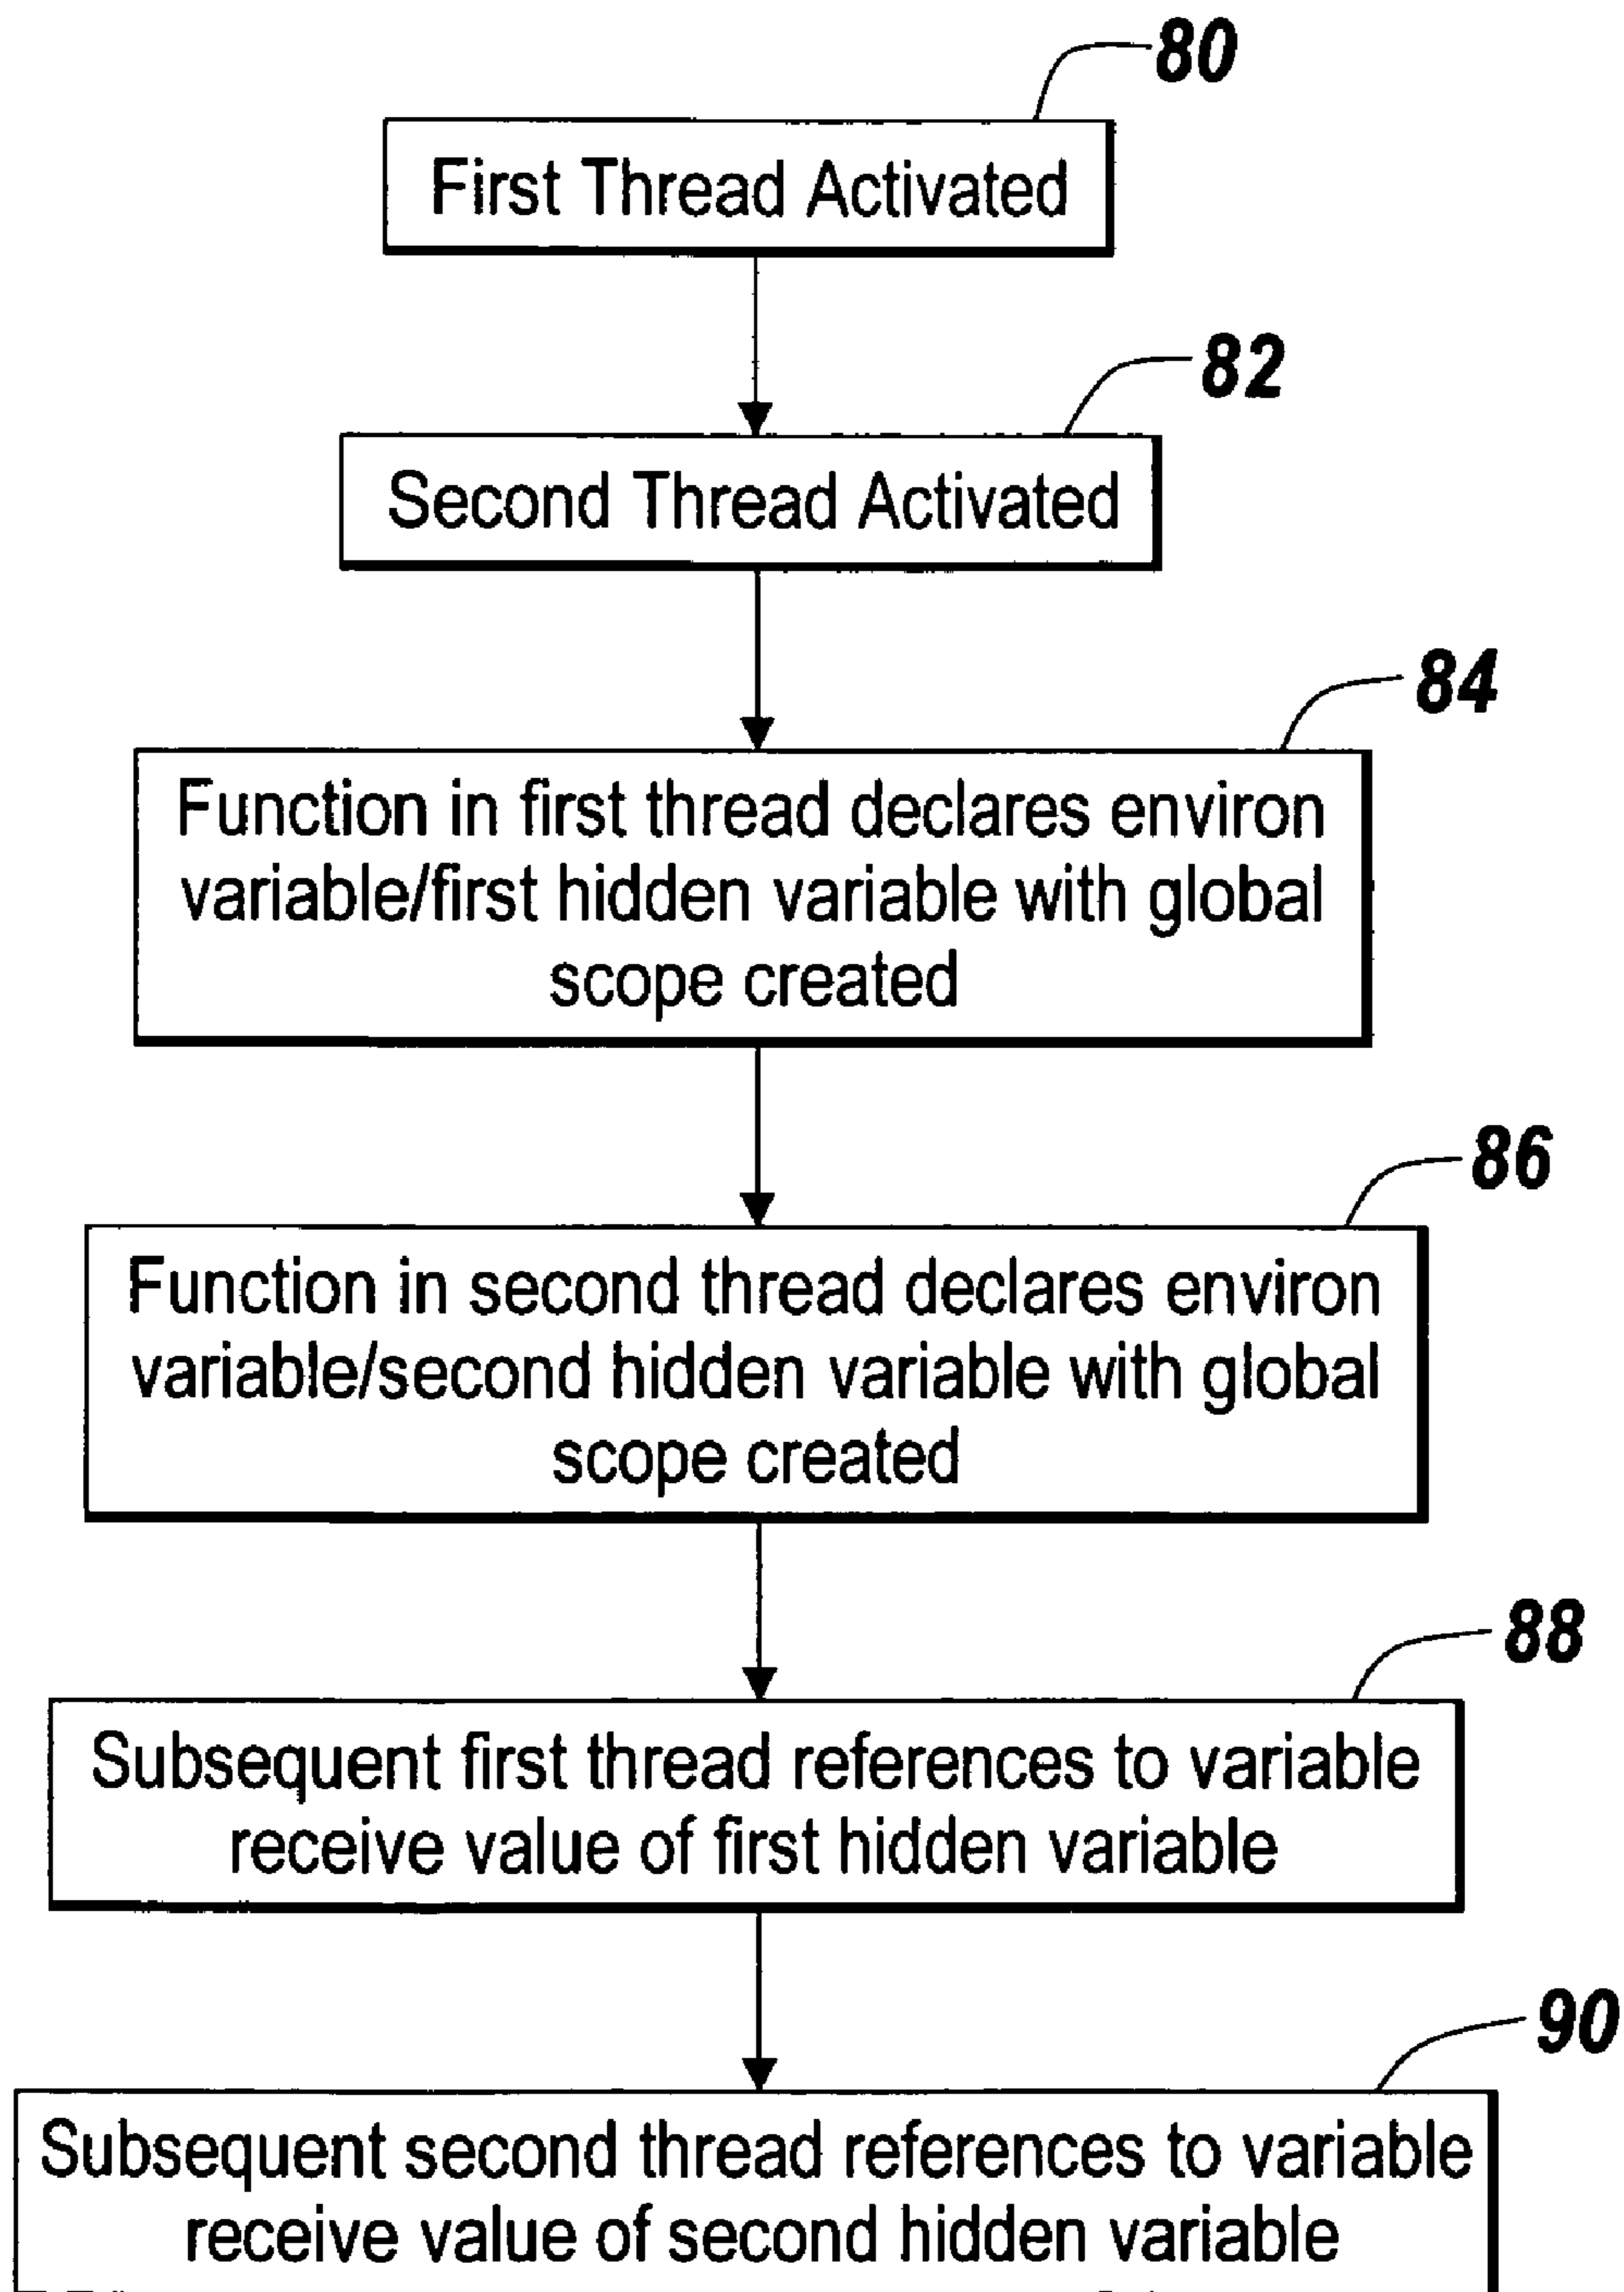 80
First Thread Activated
82
Second Thread Activated
84
Function in first thread declares environ
variable/first hidden variable with global
scope created
86
Function in second thread declares environ
variable/second hidden variable with global
scope created
88
Subsequent first thread references to variable
receive value of first hidden variable
90
Subsequent second thread references to variable
receive value of second hidden variable